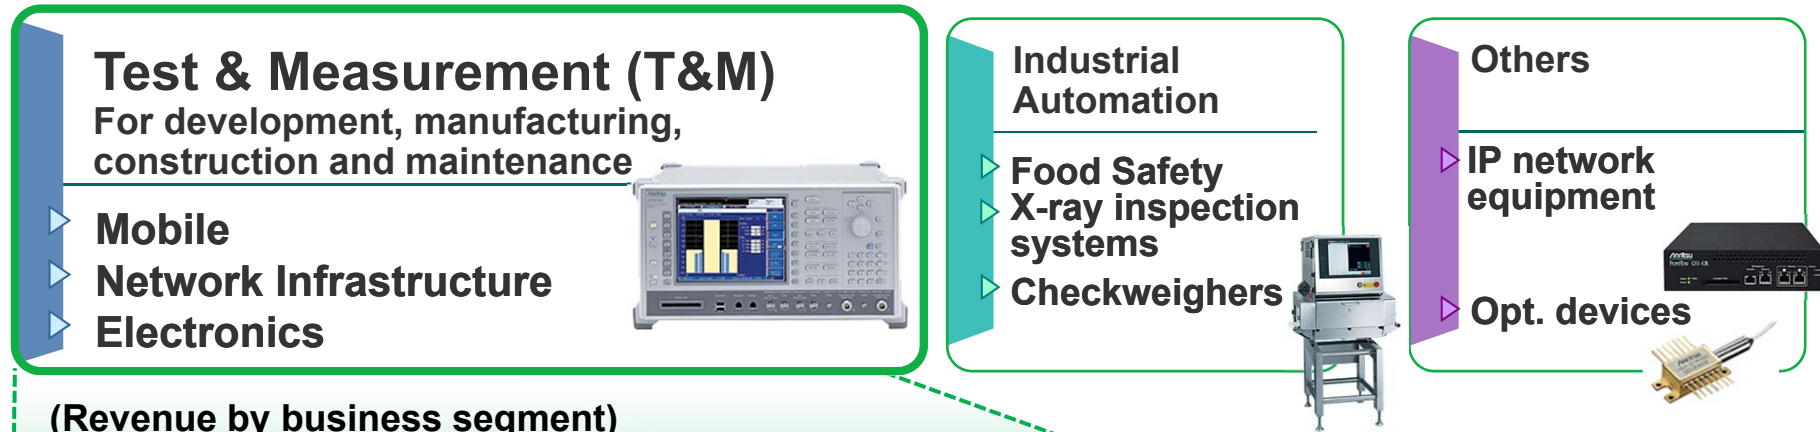 Test & Measurement (T&M)
For development, manufacturing,
construction and maintenance
Mobile
Network Infrastructure
Electronics
Industrial
Automation
Food Safety
X-ray inspection
systems
Checkweighers
Others
IP network
equipment
Anritsu
Opt. devices
(Revenue by business segment)